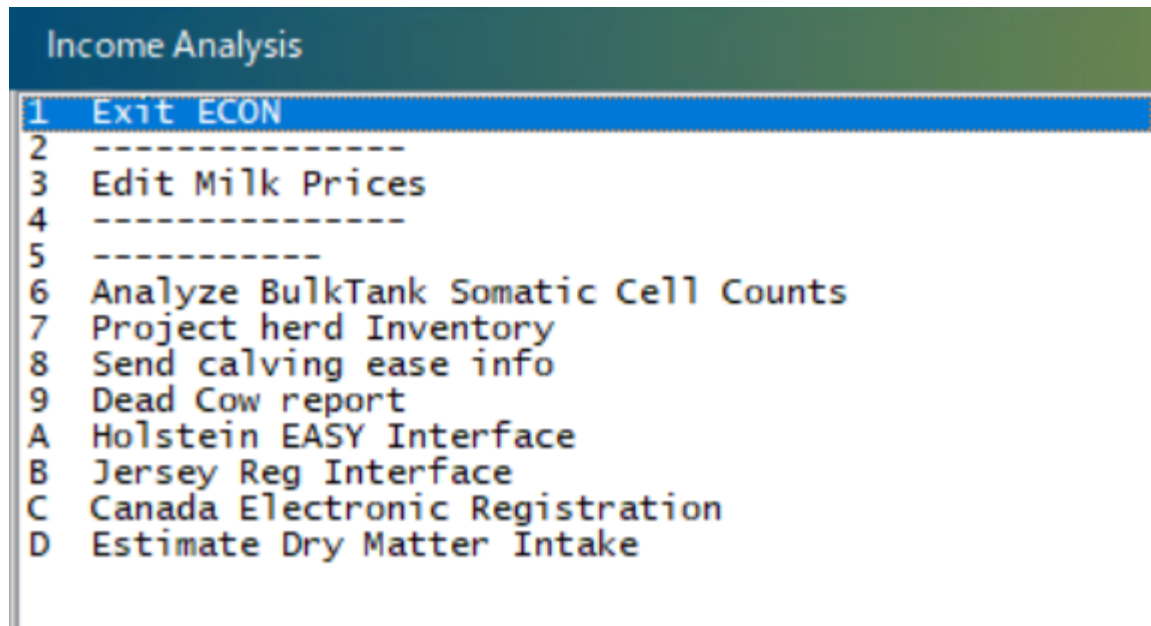 Income Analysis
1 Exit ECON
2 ---------------
3 Edit Milk Prices
4 ---------------
5 -----------
6 Analyze BulkTank Somatic Cell Counts
7 Project herd Inventory
8 Send calving ease info
9 Dead Cow report
A Holstein EASY Interface
B Jersey Reg Interface
C Canada Electronic Registration
D Estimate Dry Matter Intake